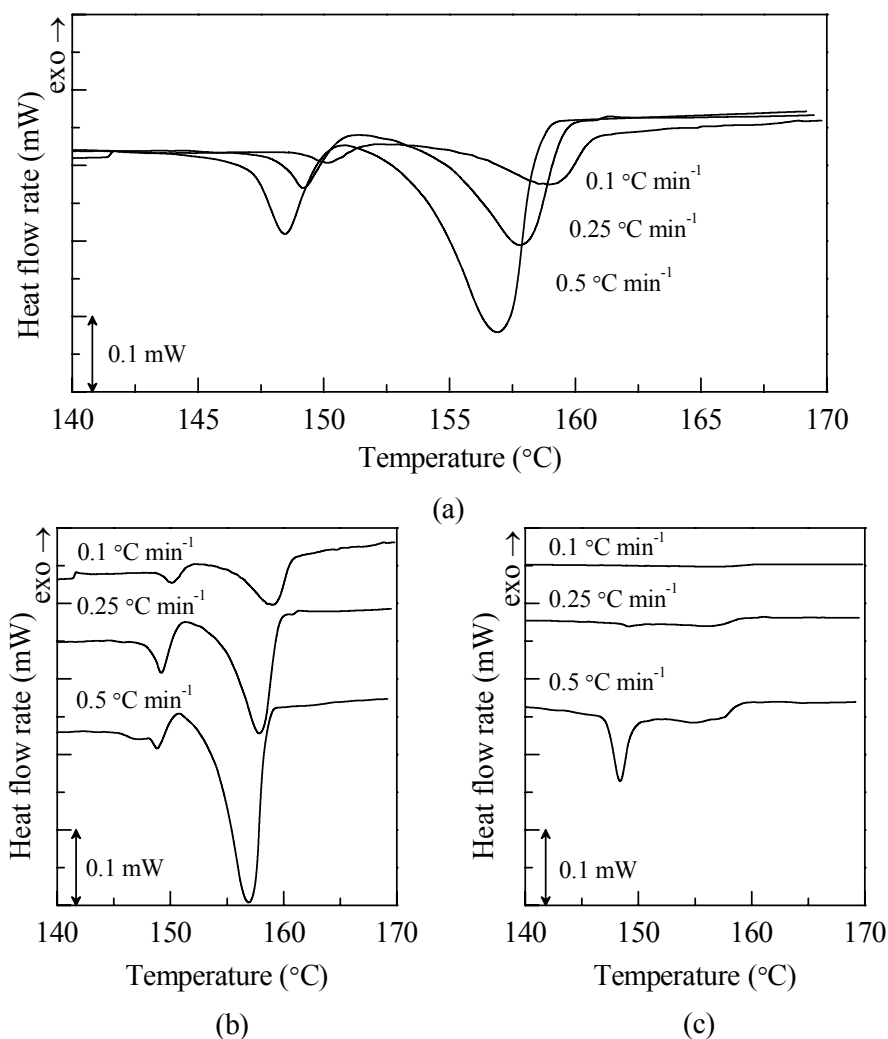 exo →
Heat flow rate (mW)
0.1 °C min⁻¹
0.25 °C min⁻¹
0.5 °C min⁻¹
0.1 mW
140 145 150 155 160 165 170
Temperature (°C)
(a)
exo →
Heat flow rate (mW)
0.1 °C min⁻¹
0.25 °C min⁻¹
0.5 °C min⁻¹
0.1 mW
140 150 160 170
Temperature (°C)
(b)
exo →
Heat flow rate (mW)
0.1 °C min⁻¹
0.25 °C min⁻¹
0.5 °C min⁻¹
0.1 mW
140 150 160 170
Temperature (°C)
(c)